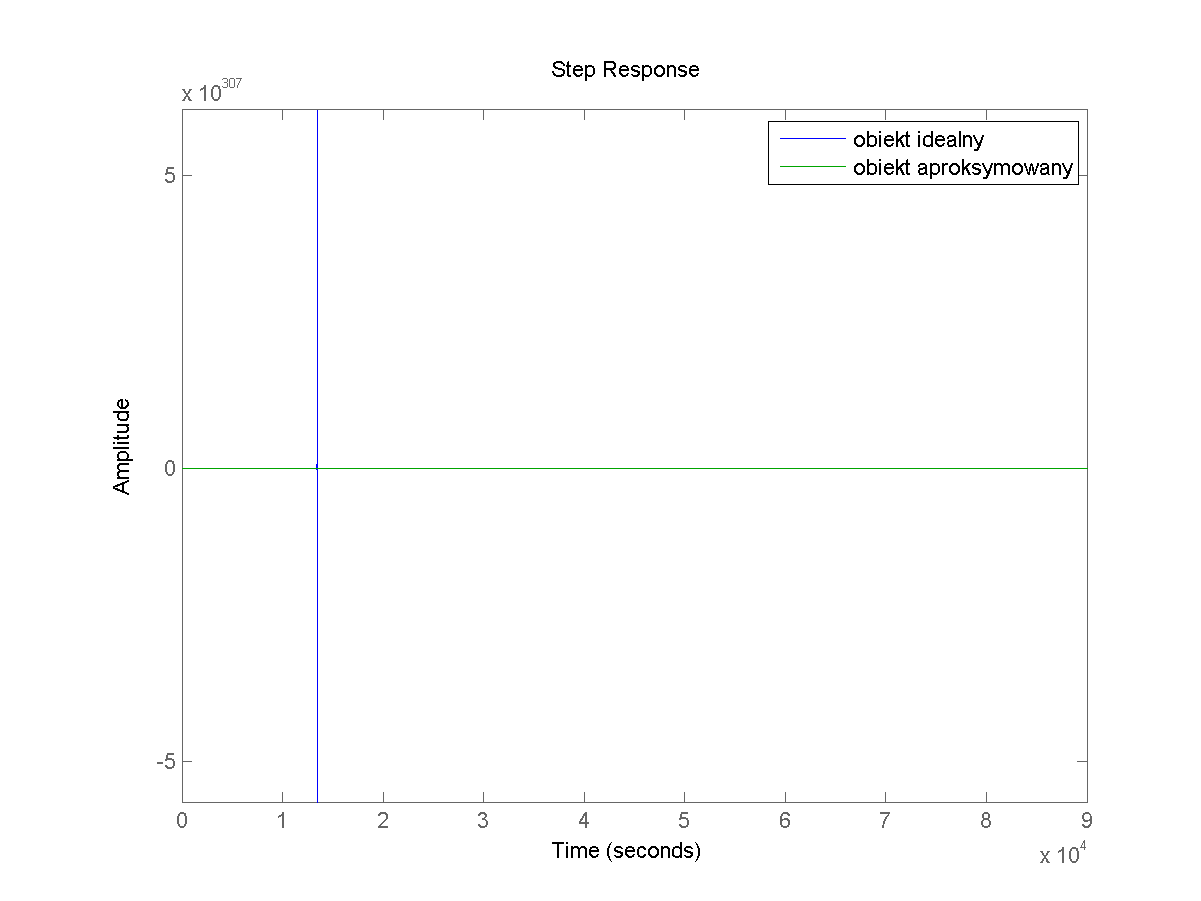 Step Response
x 10^307
obiekt idealny
obiekt aproksymowany
5
0
-5
Amplitude
0 1 2 3 4 5 6 7 8 9
Time (seconds)
x 10^4